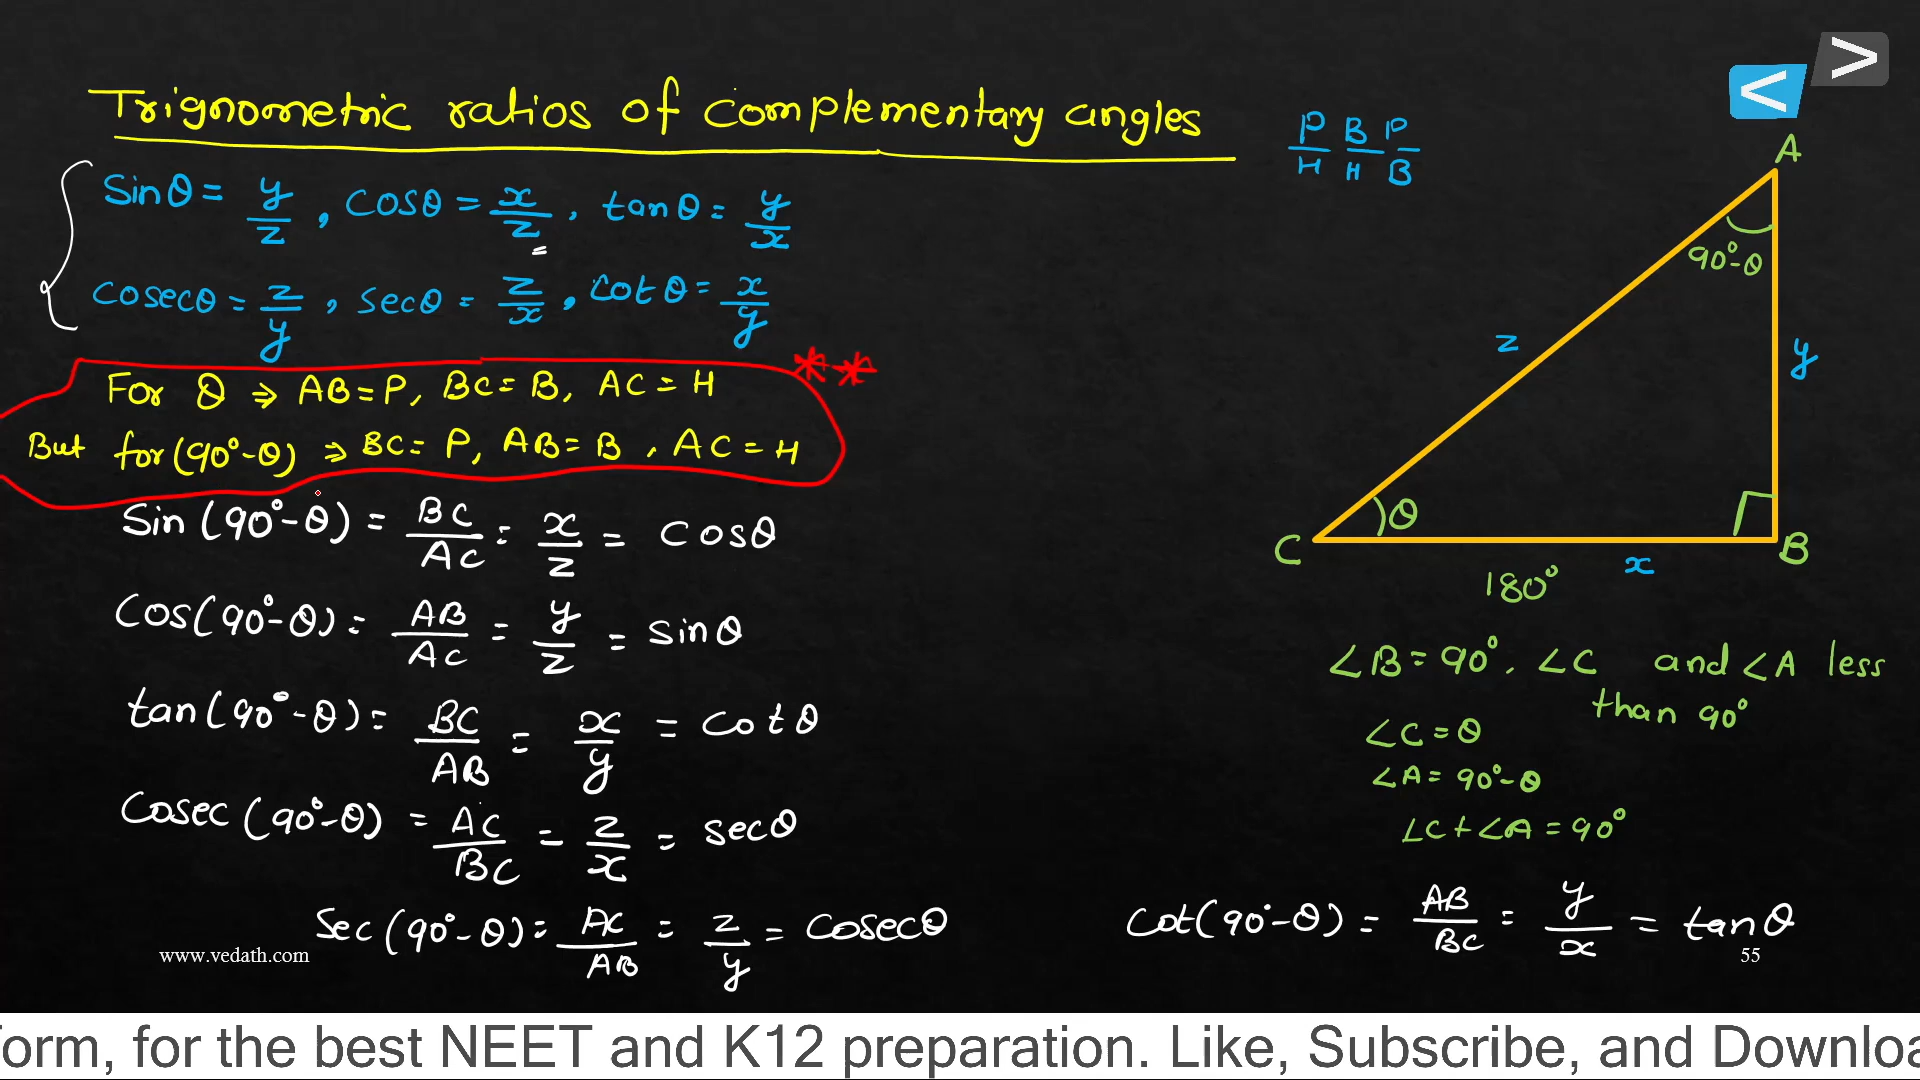 Trignometric ratios of complementary angles
P/H B/H P/B
Sinθ = y/z, cosθ = x/z, tanθ = y/x
cosecθ = z/y, secθ = z/x, cotθ = x/y
For θ ⇒ AB = P, BC = B, AC = H **
But for (90°-θ) ⇒ BC = P, AB = B, AC = H
Sin (90°-θ) = BC/AC = x/z = cosθ
Cos (90°-θ) = AB/AC = y/z = sinθ
tan (90°-θ) = BC/AB = x/y = cotθ
Cosec (90°-θ) = AC/BC = z/x = secθ
Sec (90°-θ) = AC/AB = z/y = cosecθ
www.vedath.com
< >
A
90°-θ
z
y
θ
C
B
x
180°
∠B = 90°, ∠C and ∠A less
than 90°
∠C = θ
∠A = 90°-θ
∠C + ∠A = 90°
cot (90°-θ) = AB/BC = y/x = tanθ
55
orm, for the best NEET and K12 preparation. Like, Subscribe, and Downloa